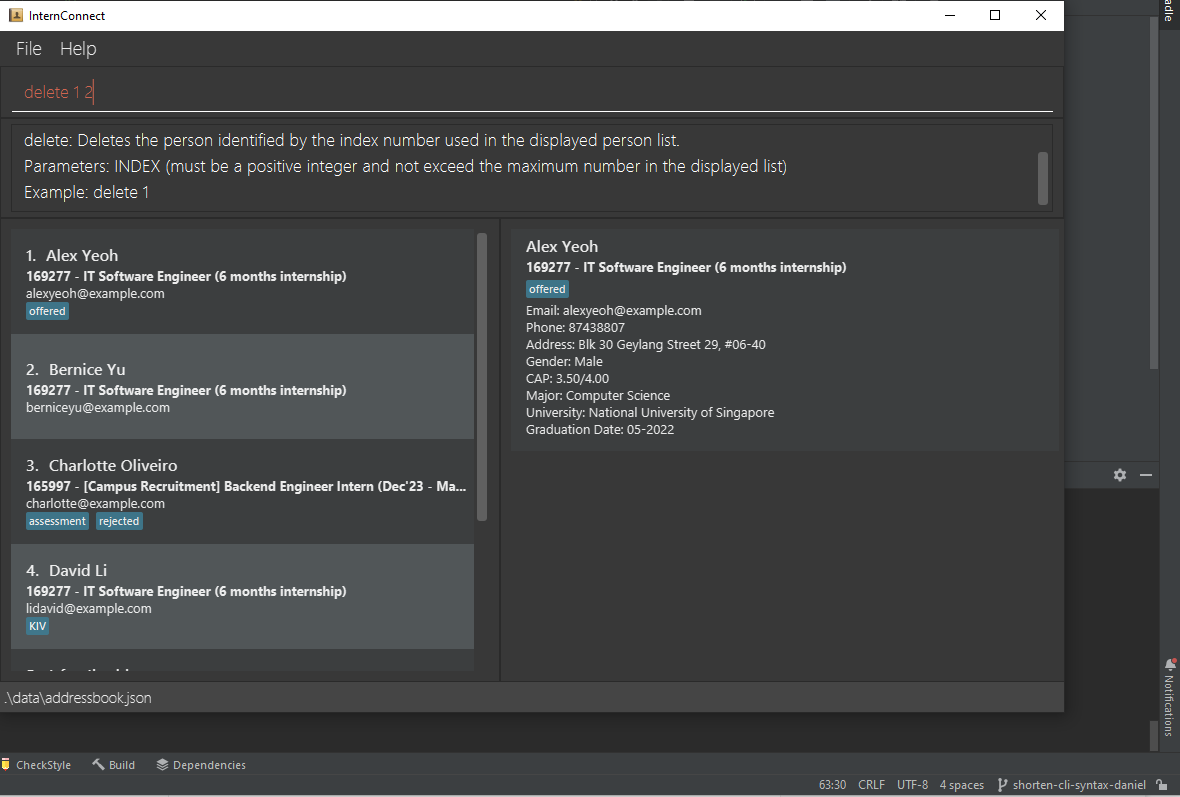 InternConnect
File Help
delete 1 2
delete: Deletes the person identified by the index number used in the displayed person list.
Parameters: INDEX (must be a positive integer and not exceed the maximum number in the displayed list)
Example: delete 1
1. Alex Yeoh
169277 - IT Software Engineer (6 months internship)
alexyeoh@example.com
offered
2. Bernice Yu
169277 - IT Software Engineer (6 months internship)
berniceyu@example.com
3. Charlotte Oliveiro
165997 - [Campus Recruitment] Backend Engineer Intern (Dec'23 - Ma...
charlotte@example.com
assessment rejected
4. David Li
169277 - IT Software Engineer (6 months internship)
lidavid@example.com
KIV
Alex Yeoh
169277 - IT Software Engineer (6 months internship)
offered
Email: alexyeoh@example.com
Phone: 87438807
Address: Blk 30 Geylang Street 29, #06-40
Gender: Male
CAP: 3.50/4.00
Major: Computer Science
University: National University of Singapore
Graduation Date: 05-2022
.\data\addressbook.json
Notifications
CheckStyle Build Dependencies
63:30 CRLF UTF-8 4 spaces shorten-cli-syntax-daniel